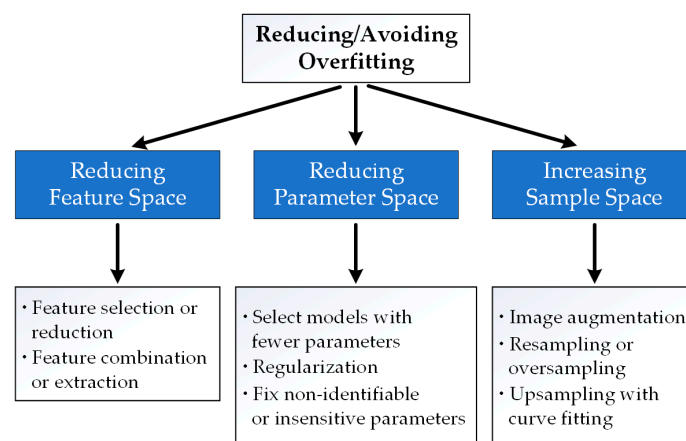 Reducing/Avoiding
Overfitting
Reducing
Feature Space
Reducing
Parameter Space
Increasing
Sample Space
· Feature selection or
reduction
· Feature combination
or extraction
· Select models with
fewer parameters
· Regularization
· Fix non-identifiable
or insensitive parameters
· Image augmentation
· Resampling or
oversampling
· Upsampling with
curve fitting